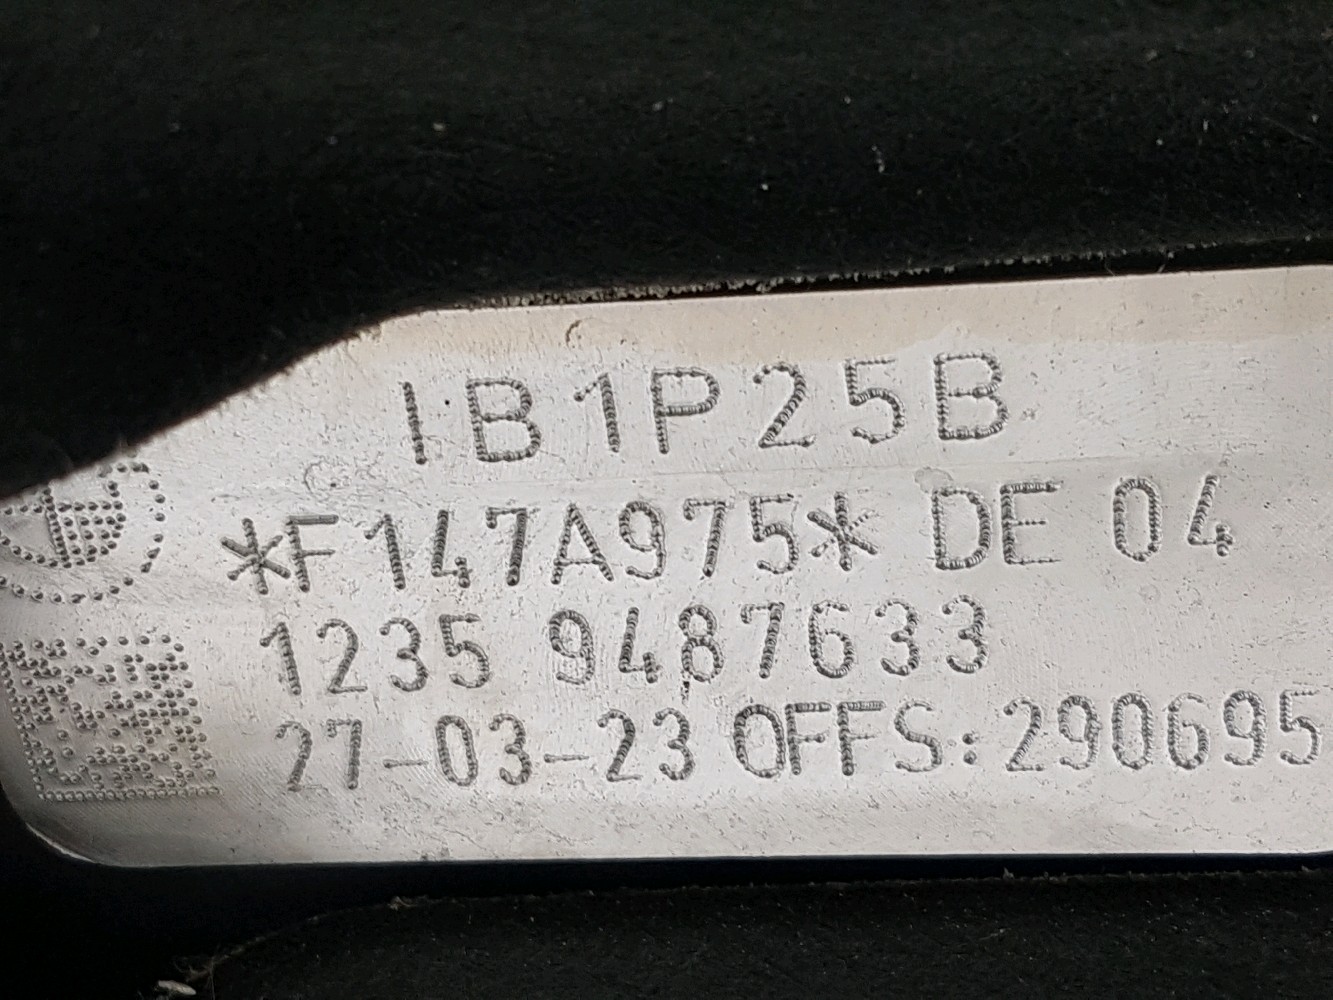 IB1P25B
*F147A975* DE 04
1235 9487633
27-03-23 OFFS:290695